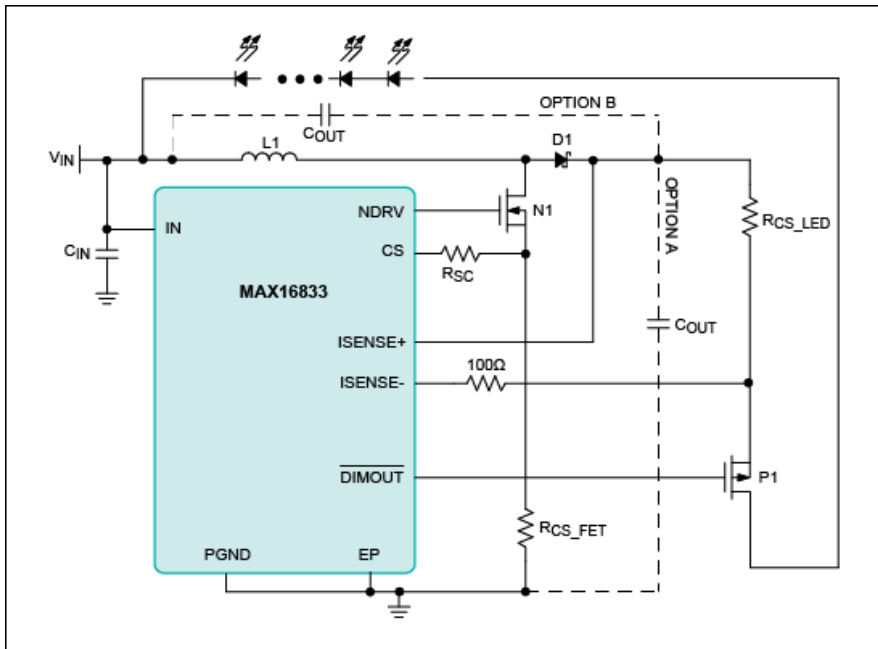 OPTION B
COUT
L1
D1
VIN
OPTION A
NDRV
N1
RCS_LED
IN
CS
RSC
CIN
MAX16833
COUT
ISENSE+
100Ω
ISENSE-
DIMOUT
P1
RCS_FET
PGND
EP